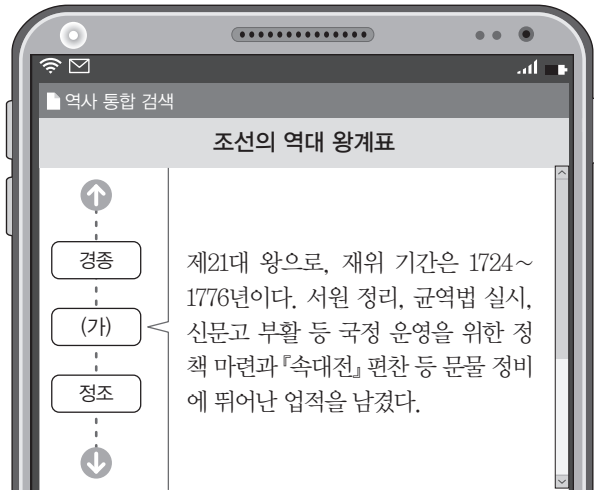 역사 통합 검색
조선의 역대 왕계표
경종
(가)
정조
제21대 왕으로, 재위 기간은 1724～
1776년이다. 서원 정리, 균역법 실시,
신문고 부활 등 국정 운영을 위한 정
책 마련과 『속대전』 편찬 등 문물 정비
에 뛰어난 업적을 남겼다.